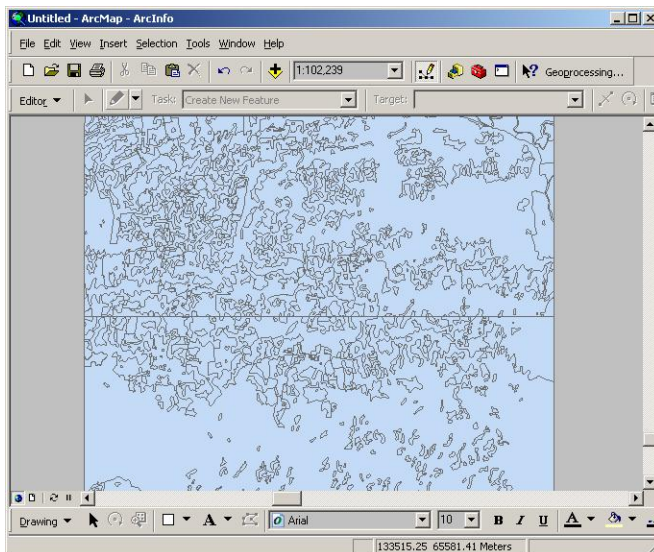 Untitled - ArcMap - ArcInfo
File Edit View Insert Selection Tools Window Help
1:102,239 Geoprocessing...
Editor Task: Create New Feature Target:
Drawing A Arial 10 B I U A
133515.25 65581.41 Meters